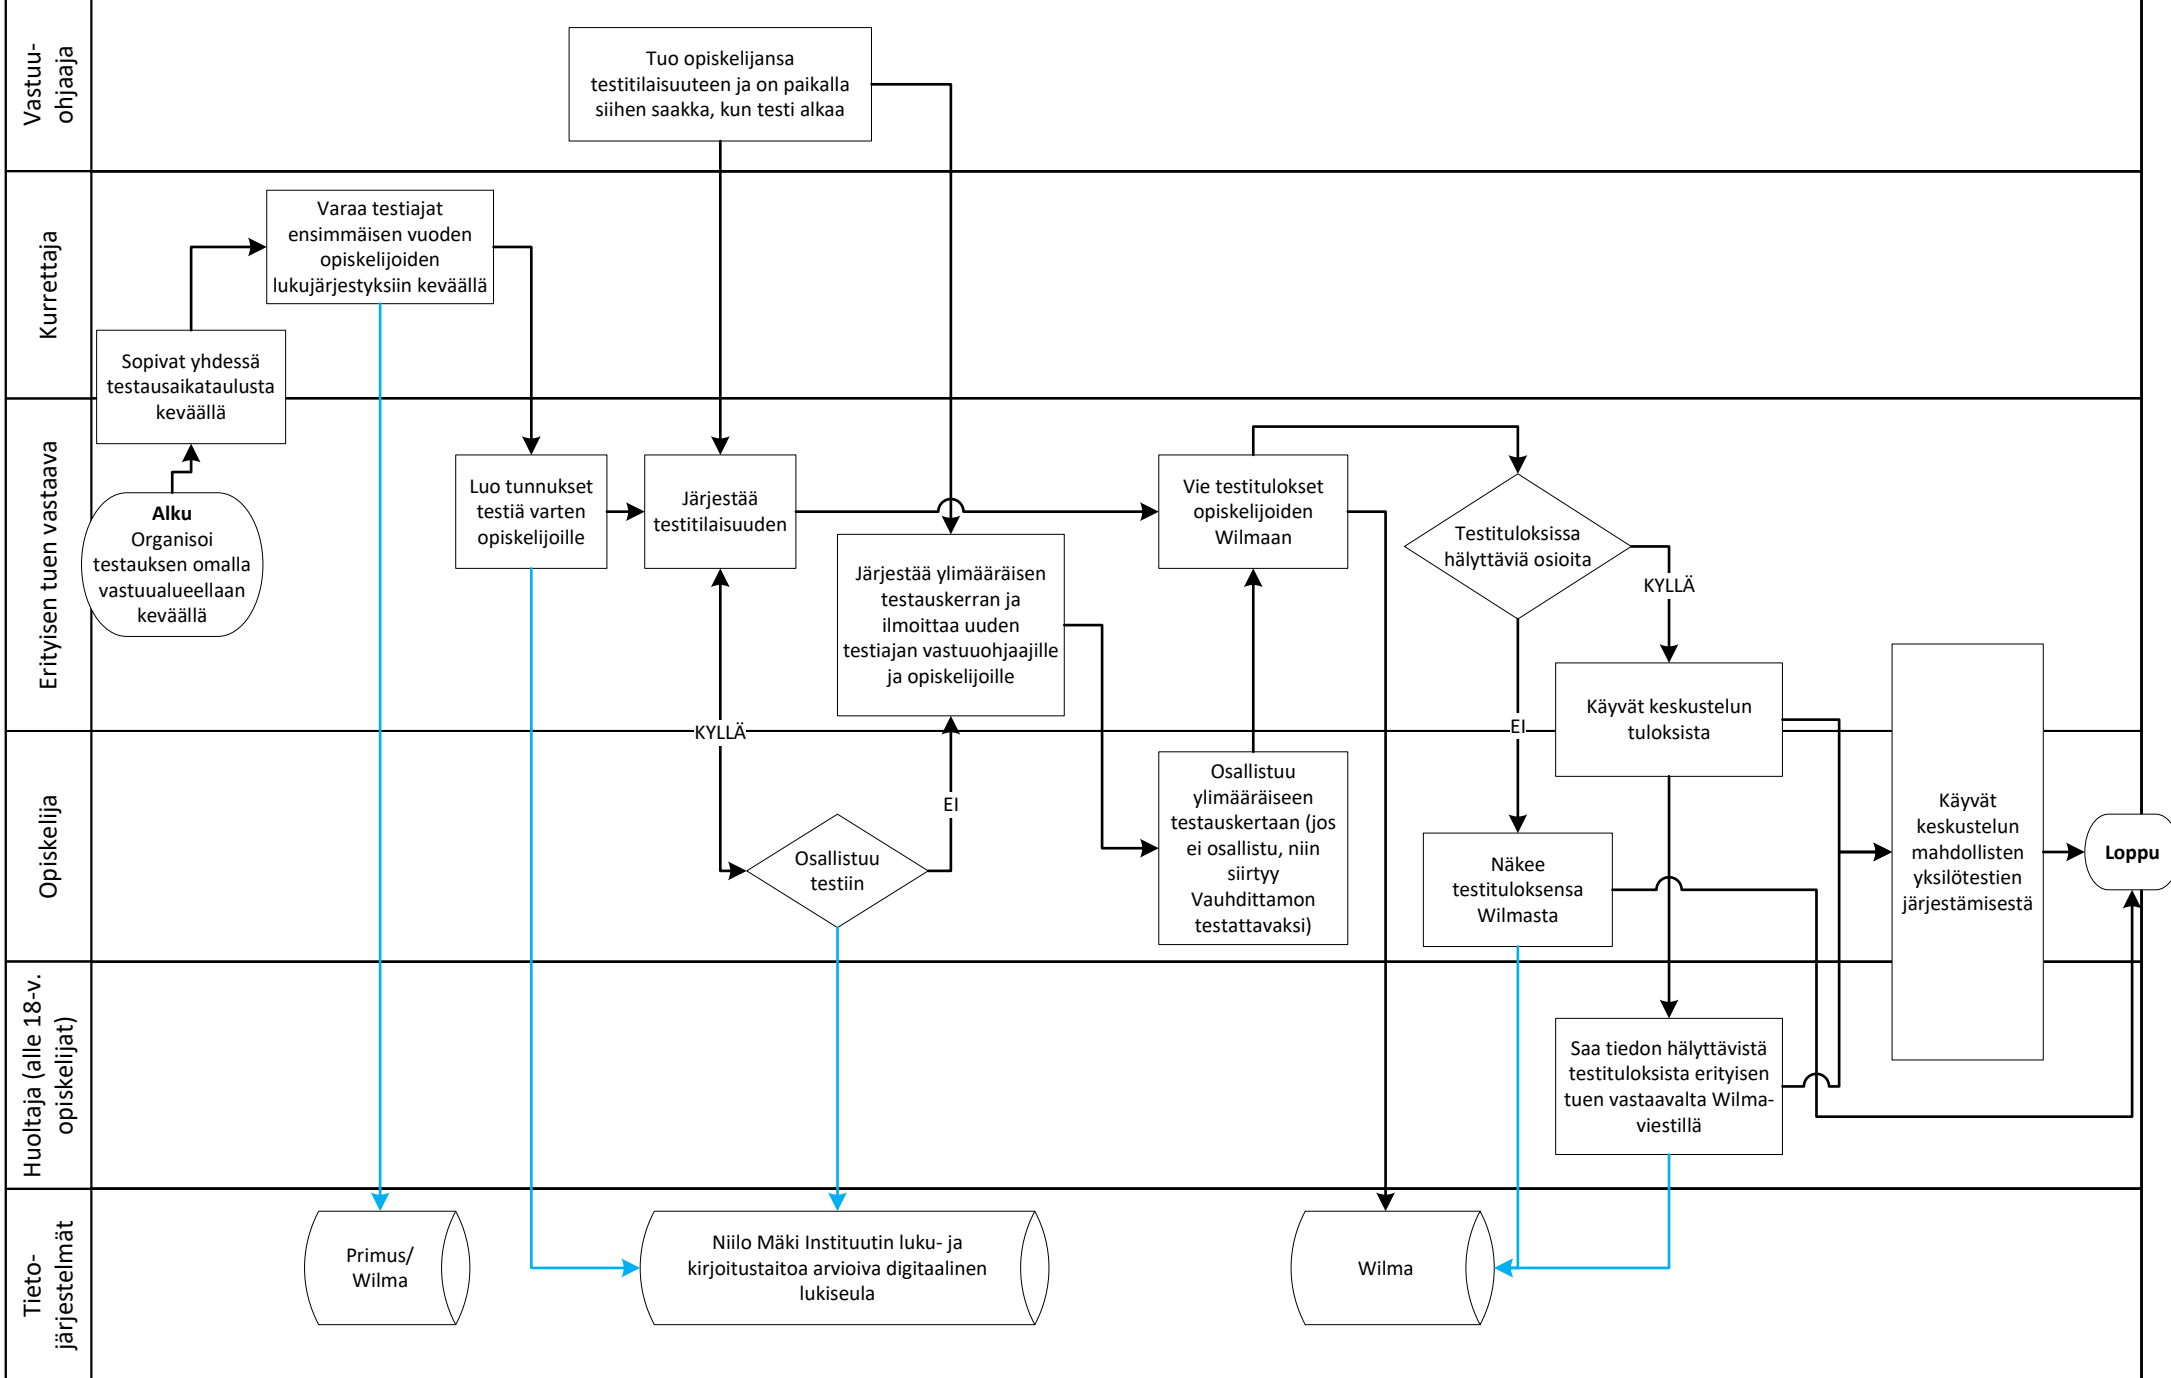 Vastuu-
ohjaaja
Tuo opiskelijansa
testitilaisuuteen ja on paikalla
siihen saakka, kun testi alkaa
Kurrettaja
Varaa testiajat
ensimmäisen vuoden
opiskelijoiden
lukujärjestyksiin keväällä
Sopivat yhdessä
testausaikataulusta
keväällä
Erityisen tuen vastaava
Alku
Organisoi
testauksen omalla
vastuualueellaan
keväällä
Luo tunnukset
testiä varten
opiskelijoille
Järjestää
testitilaisuuden
Järjestää ylimääräisen
testauskerran ja
ilmoittaa uuden
testiajan vastuuohjaajille
ja opiskelijoille
Vie testitulokset
opiskelijoiden
Wilmaan
Testituloksissa
hälyttäviä osioita
KYLLÄ
Käyvät keskustelun
tuloksista
KYLLÄ
EI
EI
Opiskelija
Osallistuu
testiin
Osallistuu
ylimääräiseen
testauskertaan (jos
ei osallistu, niin
siirtyy
Vauhdittamon
testattavaksi)
Näkee
testituloksensa
Wilmasta
Käyvät
keskustelun
mahdollisten
yksilötestien
järjestämisestä
Loppu
Huoltaja (alle 18-v.
opiskelijat)
Saa tiedon hälyttävistä
testituloksista erityisen
tuen vastaavalta Wilma-
viestillä
Tieto-
järjestelmät
Primus/
Wilma
Niilo Mäki Instituutin luku- ja
kirjoitustaitoa arvioiva digitaalinen
lukiseula
Wilma